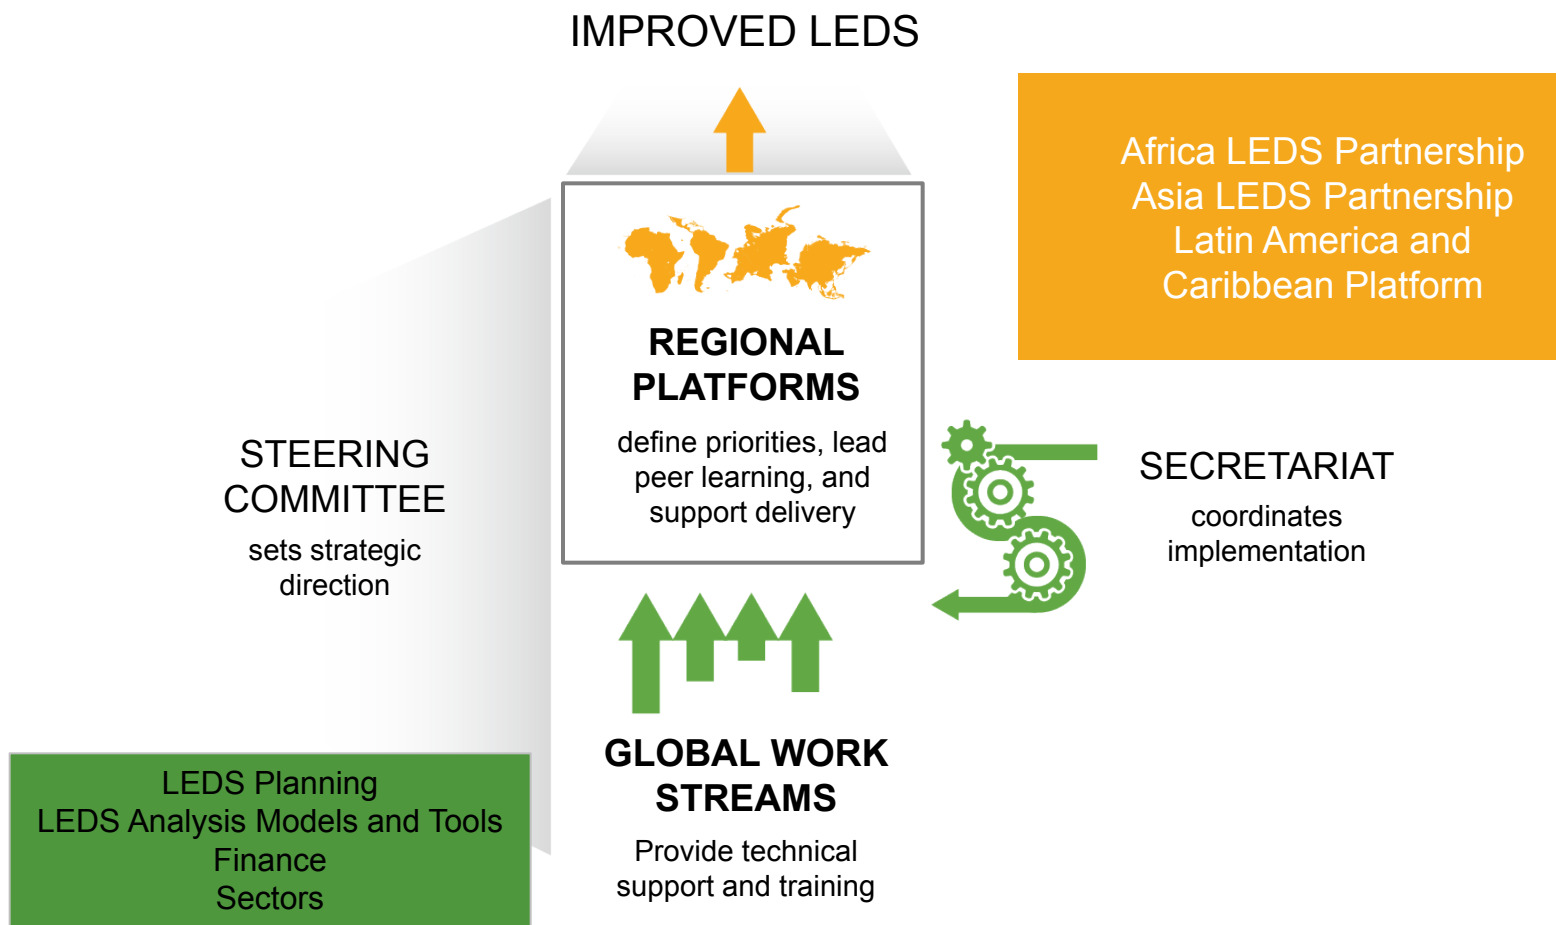 IMPROVED LEDS
Africa LEDS Partnership
Asia LEDS Partnership
Latin America and
Caribbean Platform
REGIONAL
PLATFORMS
define priorities, lead
peer learning, and
support delivery
STEERING
COMMITTEE
sets strategic
direction
SECRETARIAT
coordinates
implementation
GLOBAL WORK
STREAMS
Provide technical
support and training
LEDS Planning
LEDS Analysis Models and Tools
Finance
Sectors